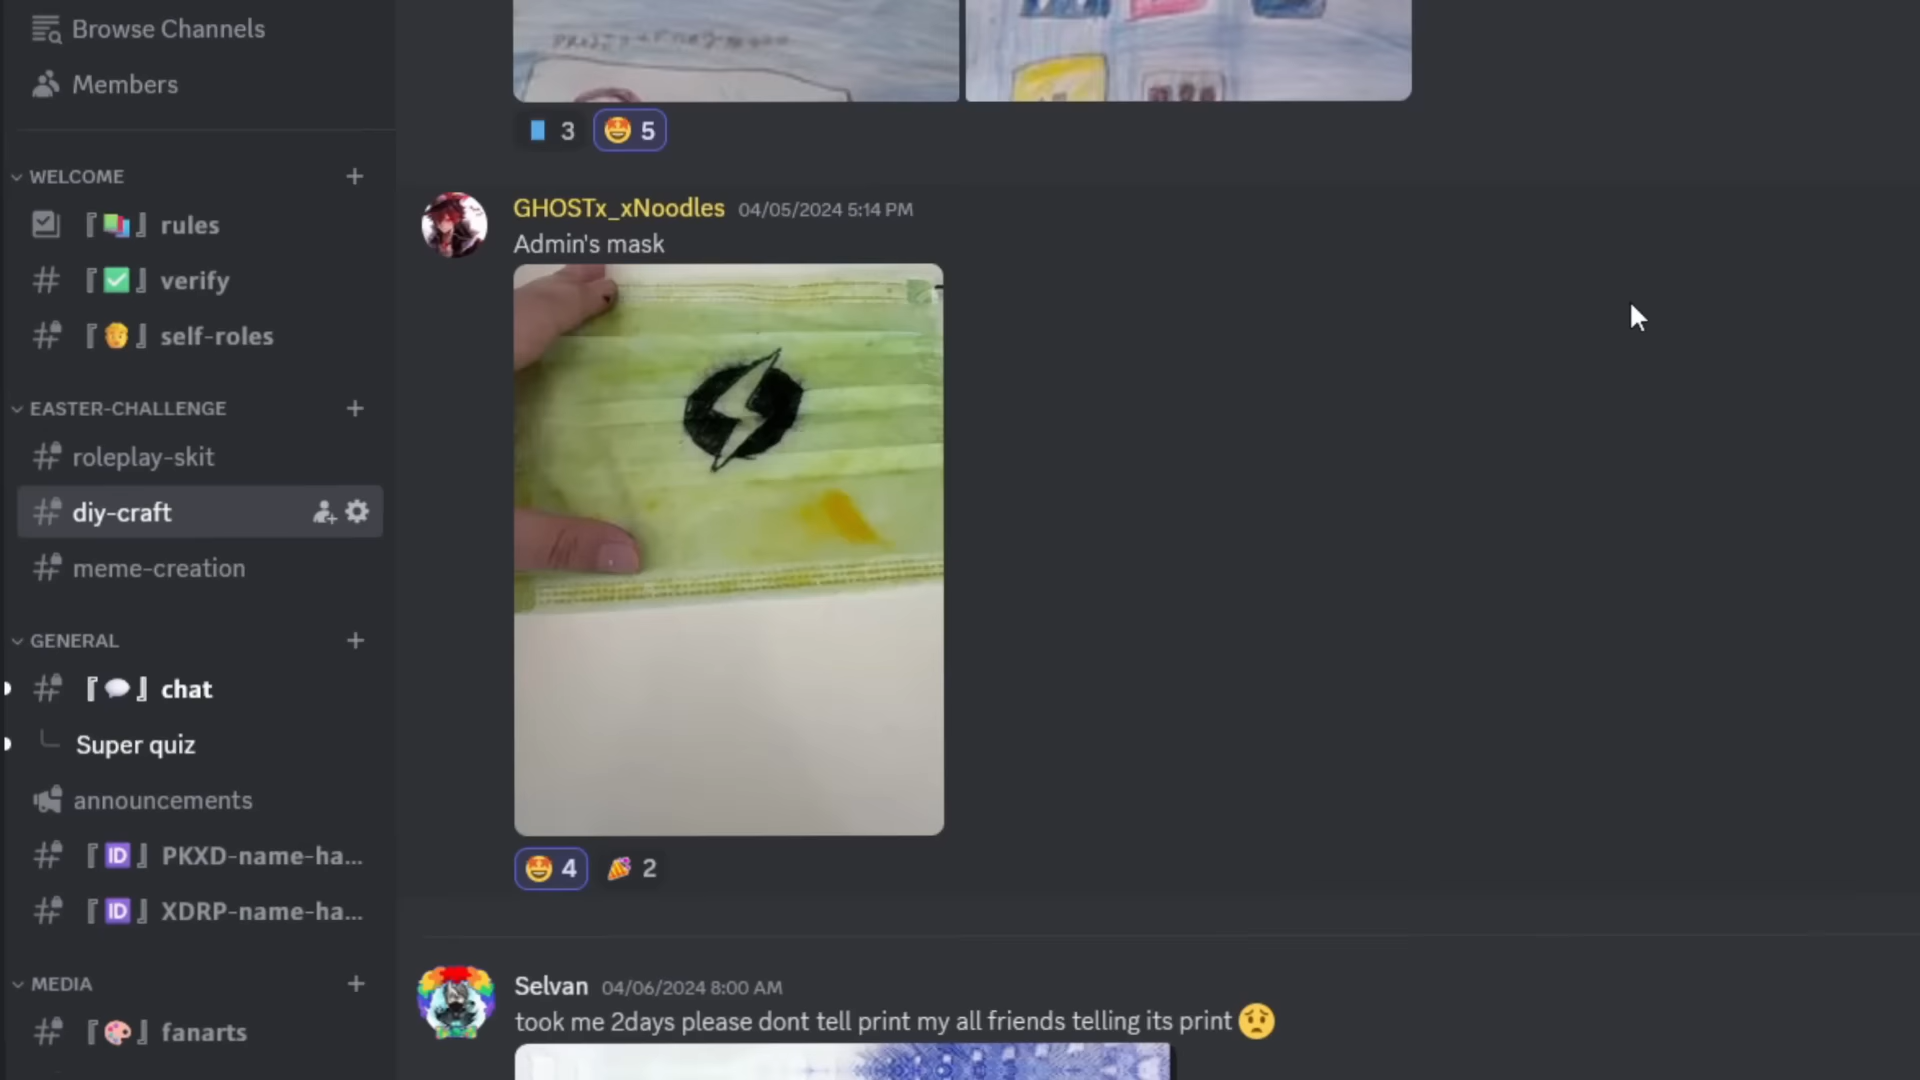 Browse Channels
Members
WELCOME
『📚』 rules
『✅』 verify
『🧑』 self-roles
EASTER-CHALLENGE
roleplay-skit
diy-craft
meme-creation
GENERAL
『💬』 chat
Super quiz
announcements
『🆔』 PKXD-name-ha...
『🆔』 XDRP-name-ha...
MEDIA
『🎨』 fanarts
3 🤩 5
GHOSTx_xNoodles 04/05/2024 5:14 PM
Admin's mask
🤩 4 🎉 2
Selvan 04/06/2024 8:00 AM
took me 2days please dont tell print my all friends telling its print 😟